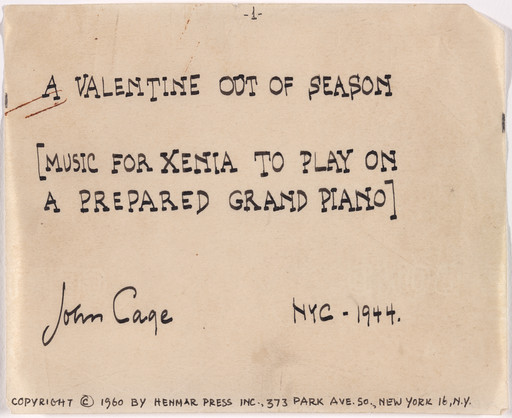 -1-
A VALENTINE OUT OF SEASON
[MUSIC FOR XENIA TO PLAY ON
A PREPARED GRAND PIANO]
John Cage NYC - 1944.
COPYRIGHT © 1960 BY HENMAR PRESS INC., 373 PARK AVE. SO., NEW YORK 16, N.Y.